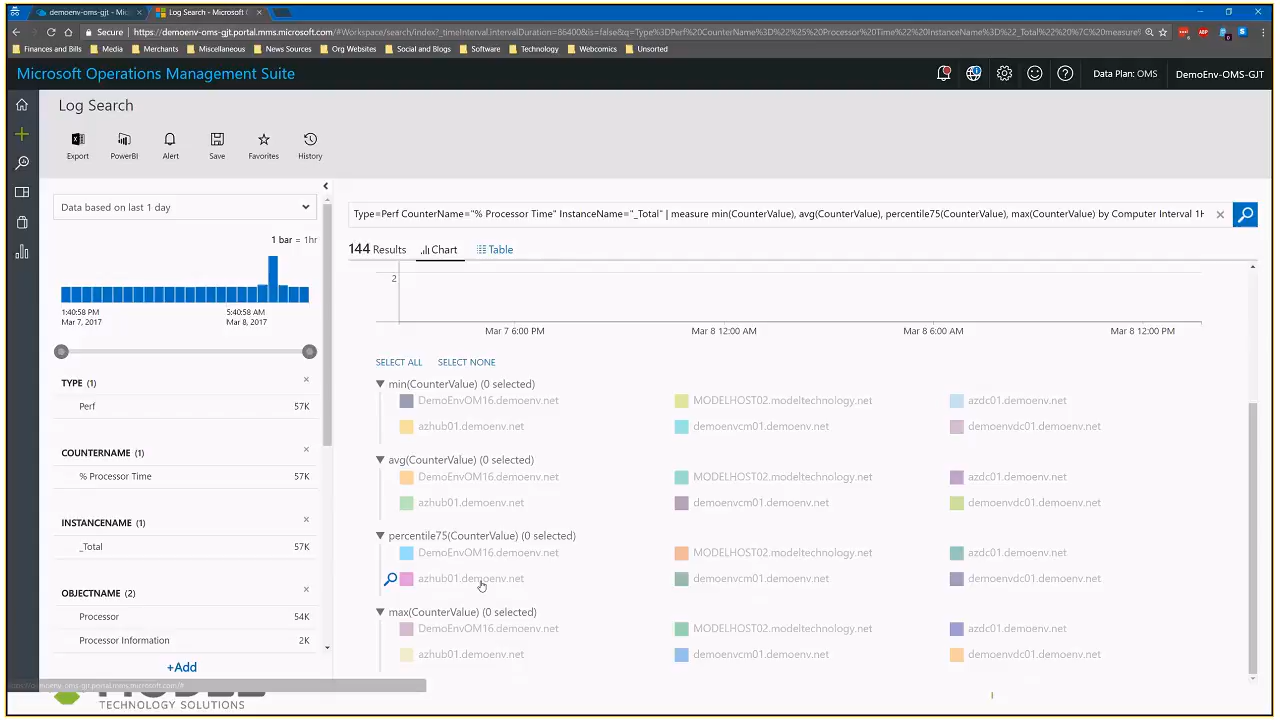 demoenv-oms-gjt - Mic
Log Search - Microsoft (
Secure
https://demoenv-oms-gjt.portal.mms.microsoft.com/#Workspace/search/index?_timeInterval.intervalDuration=86400&is=false&q=Type%3DPerf%20CounterName%3D%22%25%20Processor%20Time%22%20InstanceName%3D%22_Total%22%20%7C%20measure
Finances and Bills
Media
Merchants
Miscellaneous
News Sources
Org Websites
Social and Blogs
Software
Technology
Webcomics
Unsorted
Microsoft Operations Management Suite
Data Plan: OMS
DemoEnv-OMS-GJT
Log Search
Export
PowerBI
Alert
Save
Favorites
History
Data based on last 1 day
1 bar = 1hr
1:40:58 PM
Mar 7, 2017
5:40:58 AM
Mar 8, 2017
TYPE (1)
Perf 57K
COUNTERNAME (1)
% Processor Time 57K
INSTANCENAME (1)
_Total 57K
OBJECTNAME (2)
Processor 54K
Processor Information 2K
+Add
Type=Perf CounterName="% Processor Time" InstanceName="_Total" | measure min(CounterValue), avg(CounterValue), percentile75(CounterValue), max(CounterValue) by Computer Interval 1H
144 Results
Chart
Table
2
Mar 7 6:00 PM
Mar 8 12:00 AM
Mar 8 6:00 AM
Mar 8 12:00 PM
SELECT ALL
SELECT NONE
min(CounterValue) (0 selected)
DemoEnvOM16.demoenv.net
MODELHOST02.modeltechnology.net
azdc01.demoenv.net
azhub01.demoenv.net
demoenvcm01.demoenv.net
demoenvdc01.demoenv.net
avg(CounterValue) (0 selected)
DemoEnvOM16.demoenv.net
MODELHOST02.modeltechnology.net
azdc01.demoenv.net
azhub01.demoenv.net
demoenvcm01.demoenv.net
demoenvdc01.demoenv.net
percentile75(CounterValue) (0 selected)
DemoEnvOM16.demoenv.net
MODELHOST02.modeltechnology.net
azdc01.demoenv.net
azhub01.demoenv.net
demoenvcm01.demoenv.net
demoenvdc01.demoenv.net
max(CounterValue) (0 selected)
DemoEnvOM16.demoenv.net
MODELHOST02.modeltechnology.net
azdc01.demoenv.net
azhub01.demoenv.net
demoenvcm01.demoenv.net
demoenvdc01.demoenv.net
TECHNOLOGY SOLUTIONS